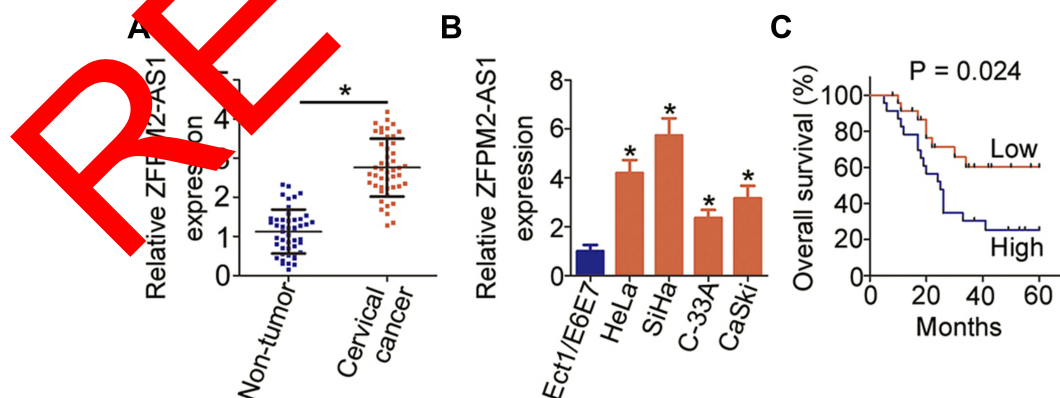 A
B
C
RE
Relative ZFPM2-AS1
expression
*
4
3
2
1
0
Non-tumor
Cervical
cancer
Relative ZFPM2-AS1
expression
8
6
4
2
0
*
*
*
*
Ect1/E6E7
HeLa
SiHa
C-33A
CaSki
Overall survival (%)
P = 0.024
100
80
60
40
20
0
Low
High
0
20
40
60
Months